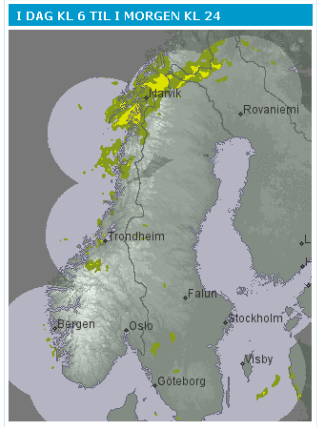 I DAG KL 6 TIL I MORGEN KL 24
Narvik
Rovaniemi
Trondheim
Falun
Stockholm
Bergen
Oslo
Visby
Göteborg